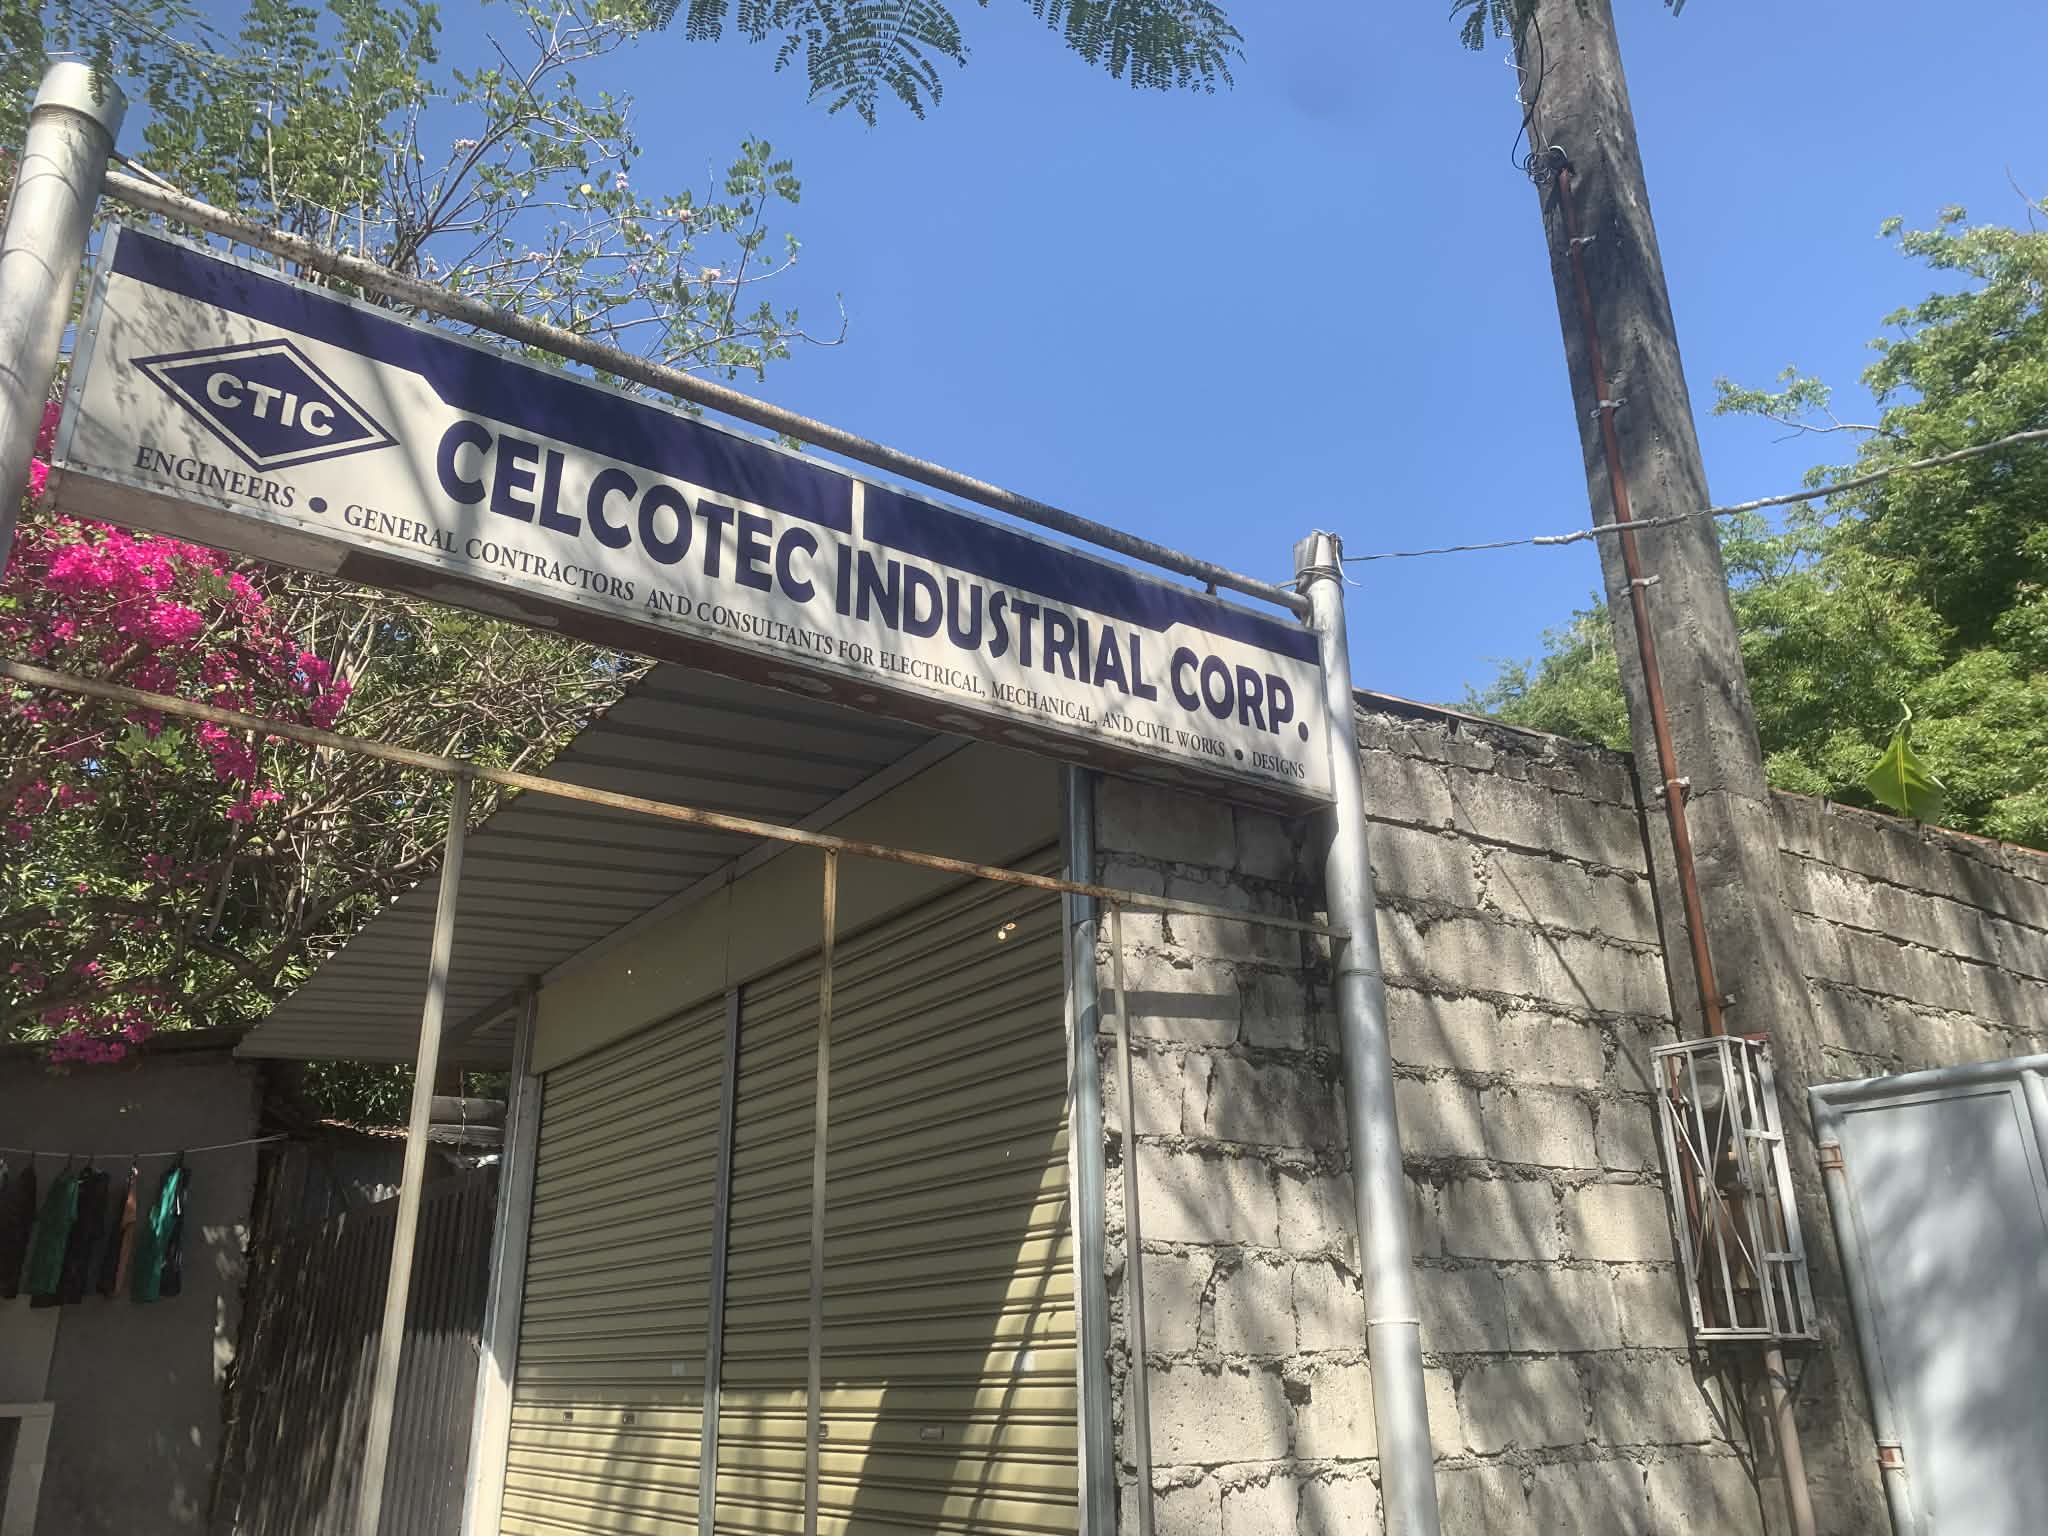 CTIC
CELCOTEC INDUSTRIAL CORP.
ENGINEERS • GENERAL CONTRACTORS AND CONSULTANTS FOR ELECTRICAL, MECHANICAL, AND CIVIL WORKS • DESIGNS